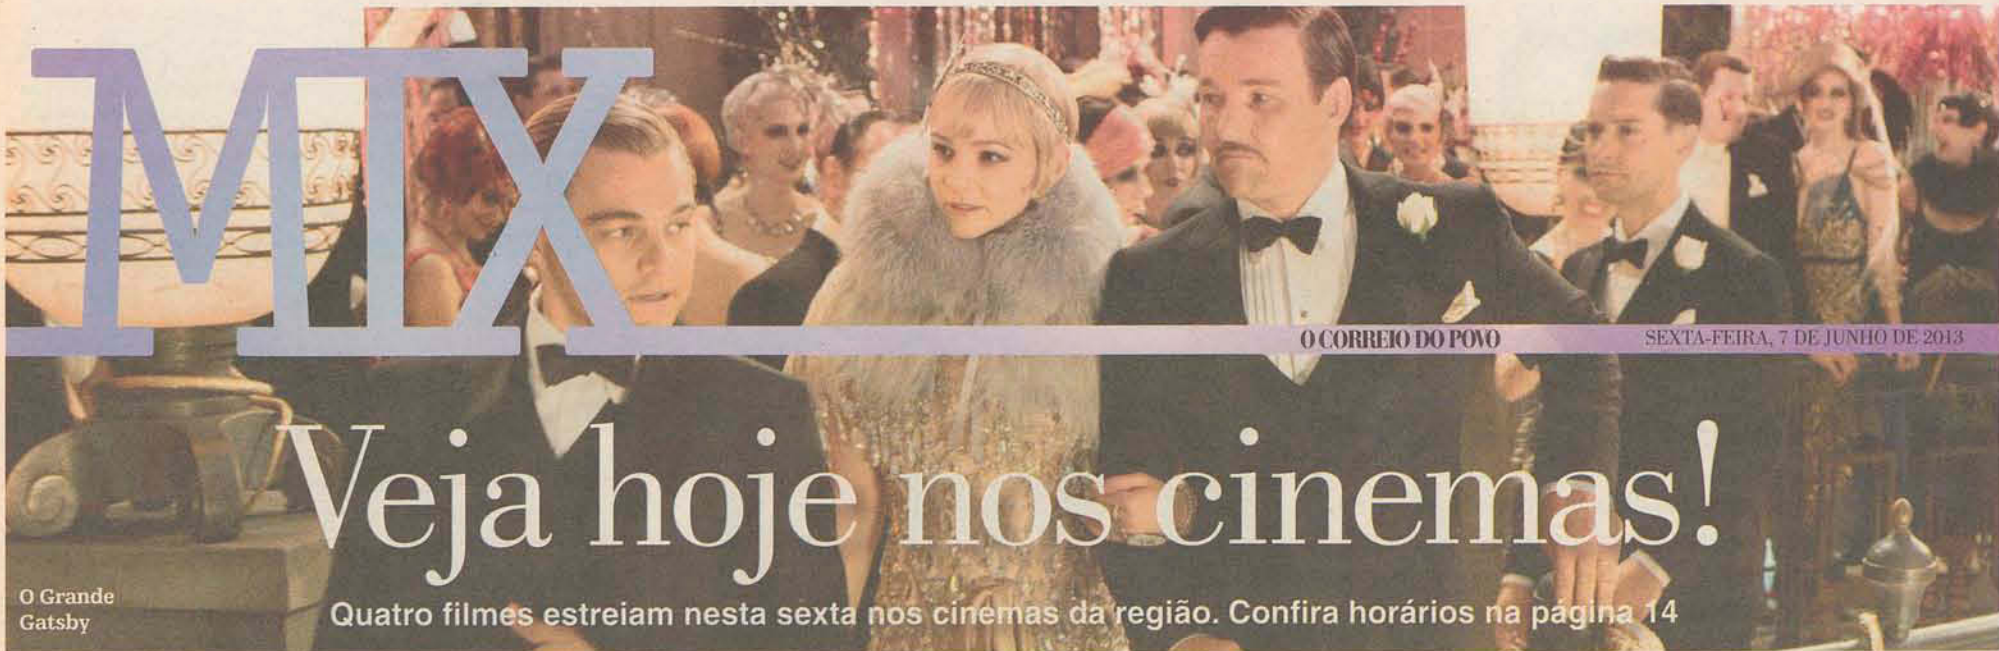 MIX
O CORREIO DO POVO
SEXTA-FEIRA, 7 DE JUNHO DE 2013
Veja hoje nos cinemas!
O Grande
Gatsby
Quatro filmes estreiam nesta sexta nos cinemas da região. Confira horários na página 14